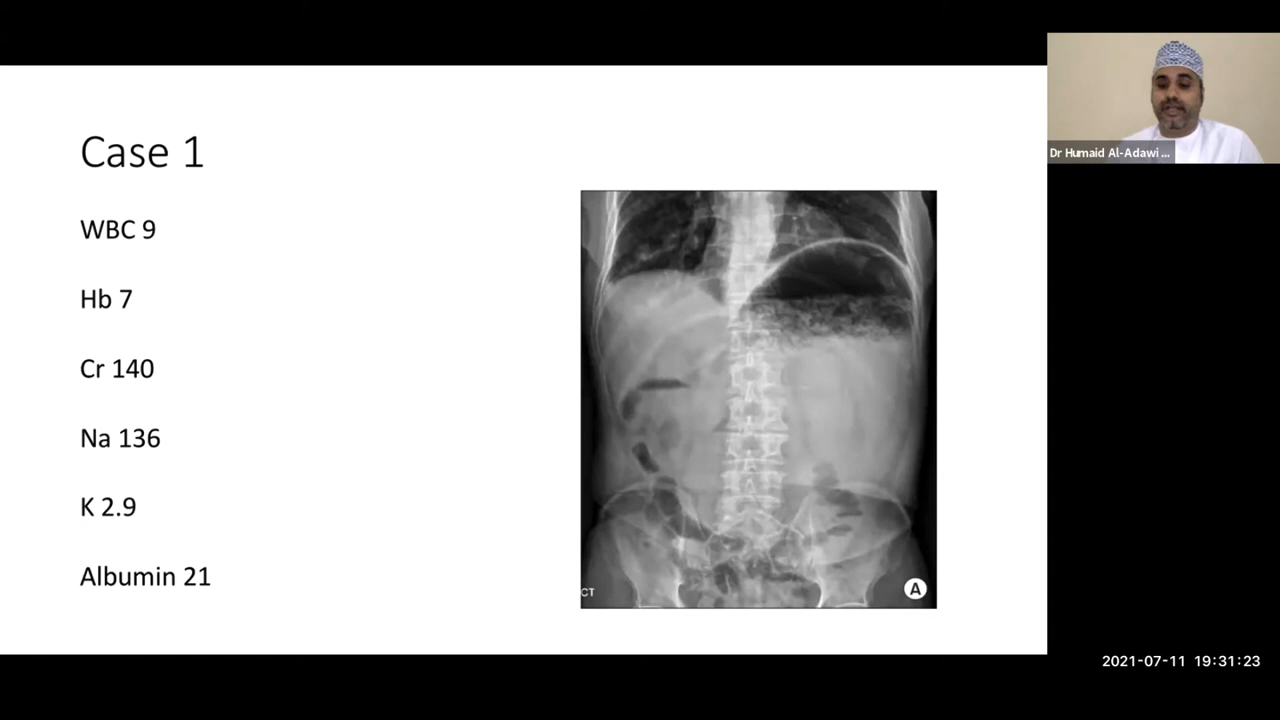 Case 1
WBC 9
Hb 7
Cr 140
Na 136
K 2.9
Albumin 21
CT
A
Dr Humaid Al-Adawi ...
2021-07-11 19:31:23